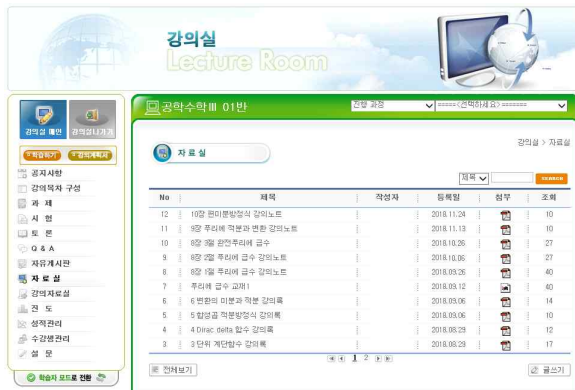 강의실
Lecture Room
강의실 메인
강의실나가기
학습하기
강의계획서
공지사항
강의목차 구성
과 제
시 험
토 론
Q & A
자유게시판
자 료 실
강의자료실
진 도
성적관리
수강생관리
설 문
학습자 모드로 전환
공학수학Ⅲ 01반
진행 과정
=====<선택하세요>======
강의실 > 자료실
자 료 실
제목
SEARCH
No 제목 작성자 등록일 첨부 조회
12 10장 편미분방정식 강의노트 2018.11.24 10
11 9장 푸리에 적분과 변환 강의노트 2018.11.13 10
10 8장 3절 완전푸리에 급수 2018.10.26 27
9 8장 2절 푸리에 급수 강의노트 2018.10.06 27
8 8장 1절 푸리에 급수 강의노트 2018.09.26 40
7 푸리에 급수 교재1 2018.09.12 40
6 6 변환의 미분과 적분 강의록 2018.09.06 14
5 5 합성곱 적분방정식 강의록 2018.09.06 10
4 4 Dirac delta 함수 강의록 2018.08.29 12
3 3 단위 계단함수 강의록 2018.08.29 17
1 2
전체보기
글쓰기